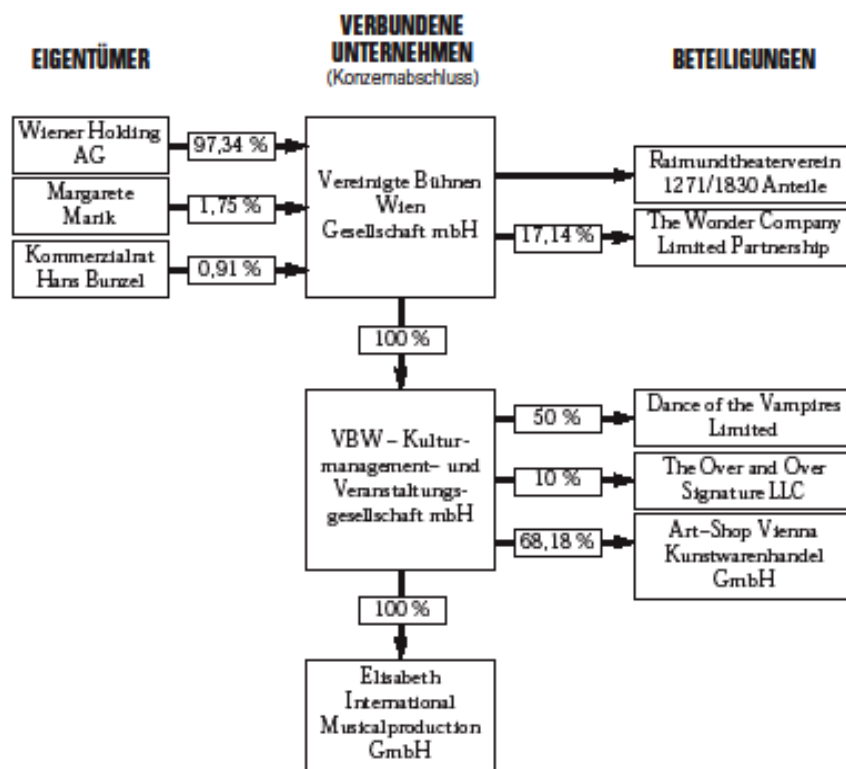 EIGENTÜMER
VERBUNDENE
UNTERNEHMEN
(Konzernabschluss)
BETEILIGUNGEN
Wiener Holding
AG
97,34 %
Margarete
Marik
1,75 %
Kommerzialrat
Hans Bunzel
0,91 %
Vereinigte Bühnen
Wien
Gesellschaft mbH
Raimundtheaterverein
1271/1830 Anteile
17,14 %
The Wonder Company
Limited Partnership
100 %
VBW – Kultur-
management- und
Veranstaltungs-
gesellschaft mbH
50 %
Dance of the Vampires
Limited
10 %
The Over and Over
Signature LLC
68,18 %
Art-Shop Vienna
Kunstwarenhandel
GmbH
100 %
Elisabeth
International
Musicalproduction
GmbH